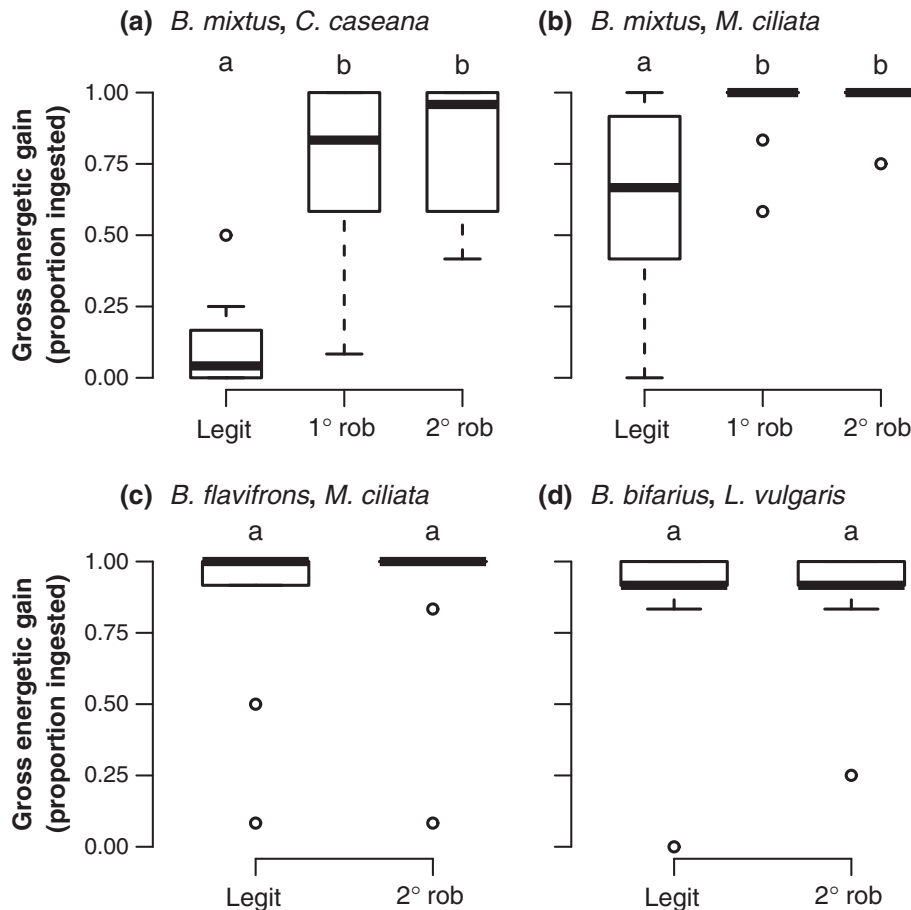 (a) B. mixtus, C. caseana
a b b
Gross energetic gain
(proportion ingested)
1.00
0.75
0.50
0.25
0.00
Legit 1° rob 2° rob
(b) B. mixtus, M. ciliata
a b b
Legit 1° rob 2° rob
(c) B. flavifrons, M. ciliata
a a
Gross energetic gain
(proportion ingested)
1.00
0.75
0.50
0.25
0.00
Legit 2° rob
(d) B. bifarius, L. vulgaris
a a
Legit 2° rob